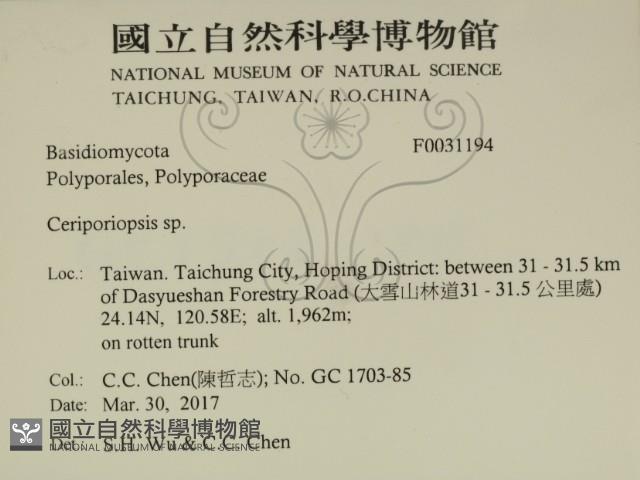 國立自然科學博物館
NATIONAL MUSEUM OF NATURAL SCIENCE
TAICHUNG, TAIWAN, R.O.CHINA
Basidiomycota F0031194
Polyporales, Polyporaceae
Ceriporiopsis sp.
Loc.: Taiwan. Taichung City, Hoping District: between 31 - 31.5 km
of Dasyueshan Forestry Road (大雪山林道31 - 31.5 公里處)
24.14N, 120.58E; alt. 1,962m;
on rotten trunk
Col.: C.C. Chen(陳哲志); No. GC 1703-85
Date: Mar. 30, 2017
Det.: S.H. Wu & C.C. Chen
國立自然科學博物館
NATIONAL MUSEUM OF NATURAL SCIENCE